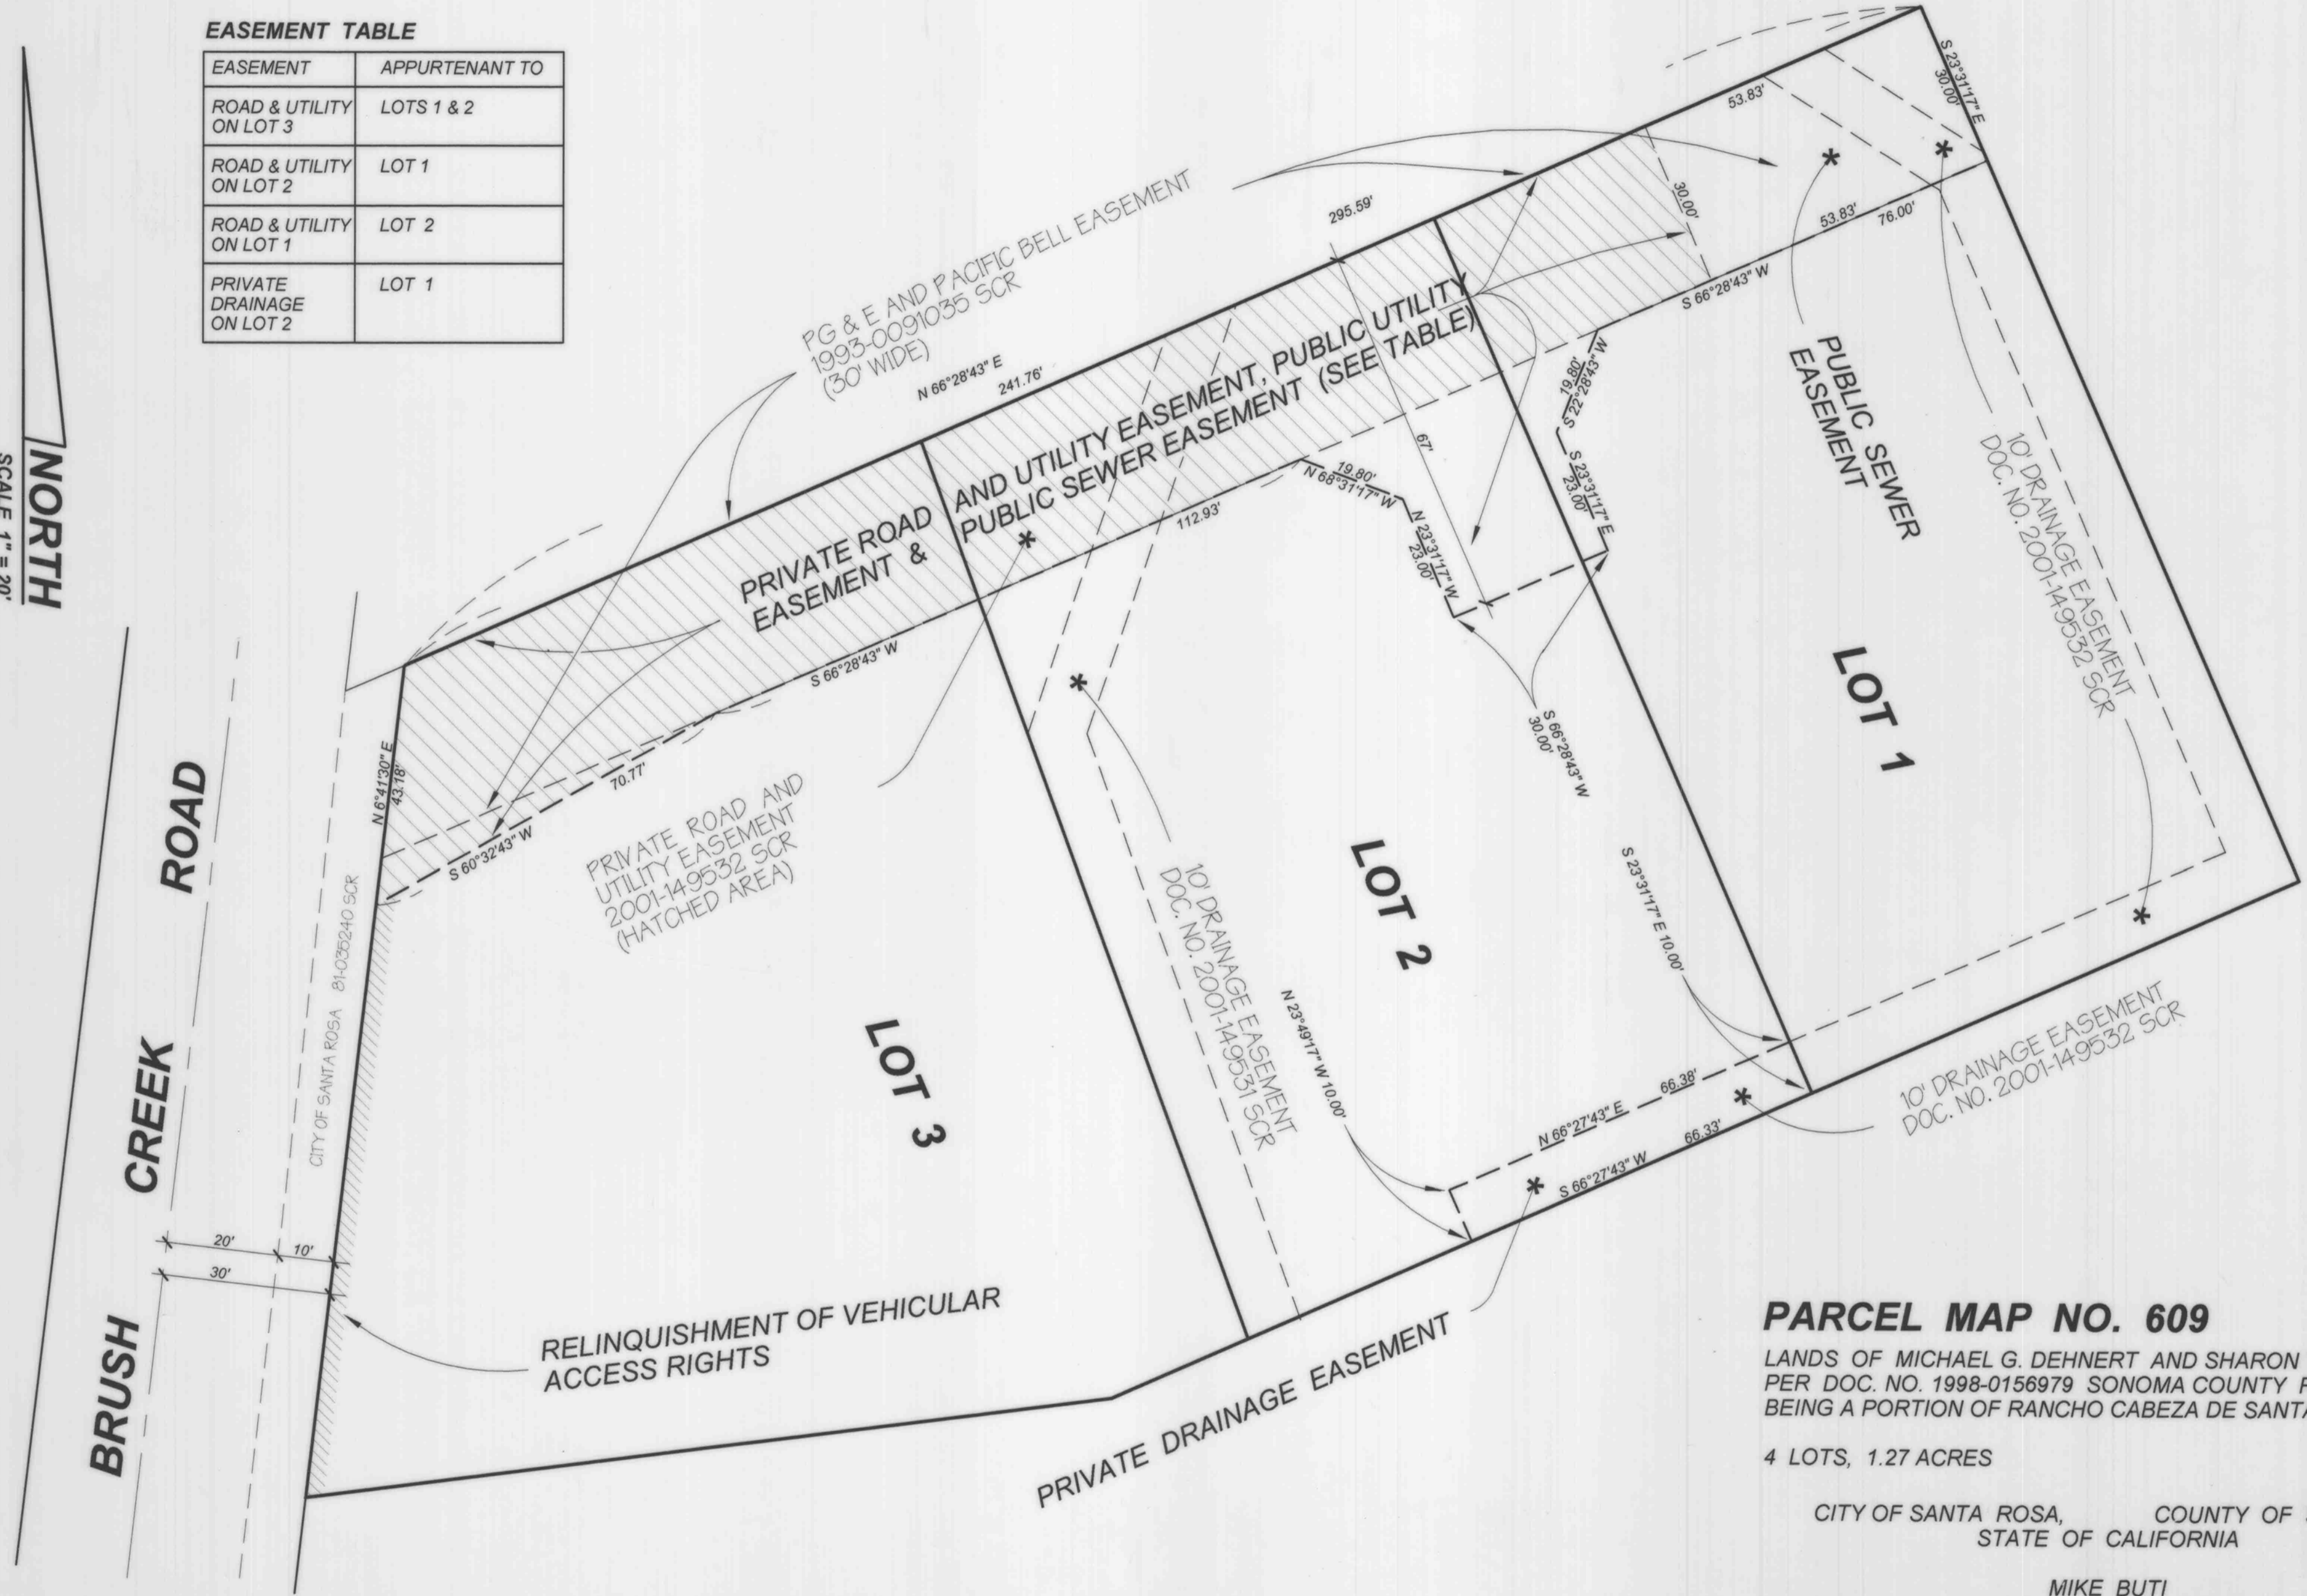 EASEMENT TABLE
EASEMENT APPURTENANT TO
ROAD & UTILITY ON LOT 3 LOTS 1 & 2
ROAD & UTILITY ON LOT 2 LOT 1
ROAD & UTILITY ON LOT 1 LOT 2
PRIVATE DRAINAGE ON LOT 2 LOT 1
NORTH
SCALE 1" = 20'
PG & E AND PACIFIC BELL EASEMENT
1993-0091035 SCR
(30' WIDE)
N 66°28'43" E
241.76'
295.59'
53.83'
S 23°31'17" E
30.00'
30.00'
53.83'
76.00'
S 66°28'43" W
PRIVATE ROAD AND UTILITY EASEMENT, PUBLIC UTILITY
EASEMENT & PUBLIC SEWER EASEMENT (SEE TABLE)
*
*
*
19.80'
S 22°28'43" W
S 23°31'17" E
23.00'
67'
19.80'
N 68°31'17" W
N 23°31'17" W
23.00'
112.93'
S 66°28'43" W
70.77'
S 60°32'43" W
N 6°41'30" E
43.18'
PUBLIC SEWER
EASEMENT
10' DRAINAGE EASEMENT
DOC. NO. 2001-149532 SCR
LOT 1
*
S 66°28'43" W
30.00'
PRIVATE ROAD AND
UTILITY EASEMENT
2001-149532 SCR
(HATCHED AREA)
*
10' DRAINAGE EASEMENT
DOC. NO. 2001-149531 SCR
LOT 2
S 23°31'17" E 10.00'
N 23°49'17" W 10.00'
N 66°27'43" E
66.38'
66.33'
S 66°27'43" W
*
*
10' DRAINAGE EASEMENT
DOC. NO. 2001-149532 SCR
LOT 3
CITY OF SANTA ROSA 81-035240 SCR
BRUSH CREEK ROAD
20'
10'
30'
RELINQUISHMENT OF VEHICULAR
ACCESS RIGHTS
PRIVATE DRAINAGE EASEMENT
PARCEL MAP NO. 609
LANDS OF MICHAEL G. DEHNERT AND SHARON
PER DOC. NO. 1998-0156979 SONOMA COUNTY
BEING A PORTION OF RANCHO CABEZA DE SANTA
4 LOTS, 1.27 ACRES
CITY OF SANTA ROSA, COUNTY OF
STATE OF CALIFORNIA
MIKE BUTI